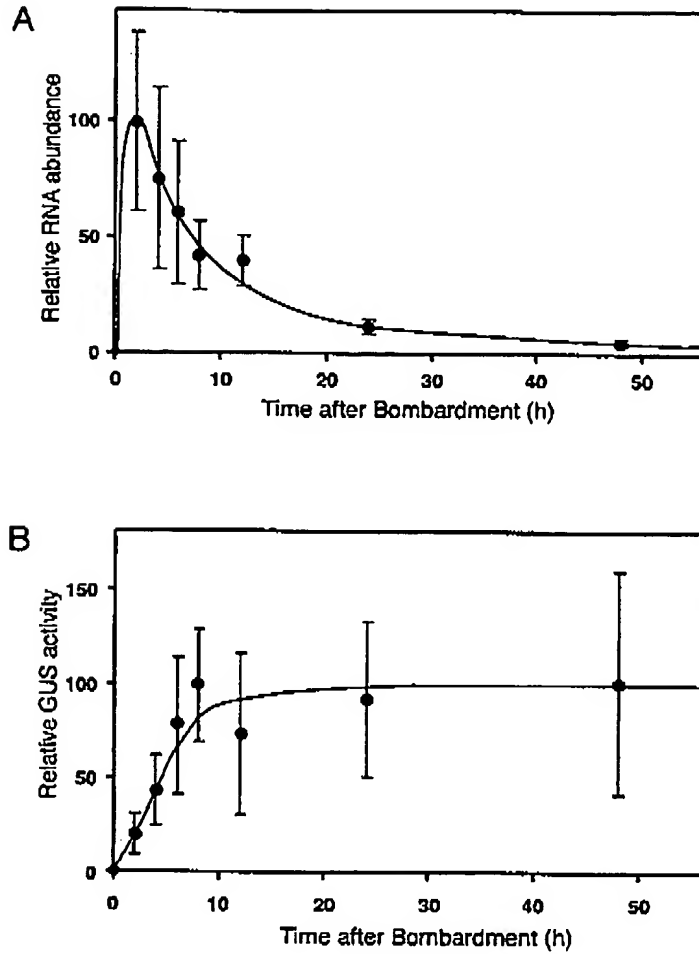 A
Relative RNA abundance
100
50
0
0 10 20 30 40 50
Time after Bombardment (h)
B
Relative GUS activity
150
100
50
0
0 10 20 30 40 50
Time after Bombardment (h)